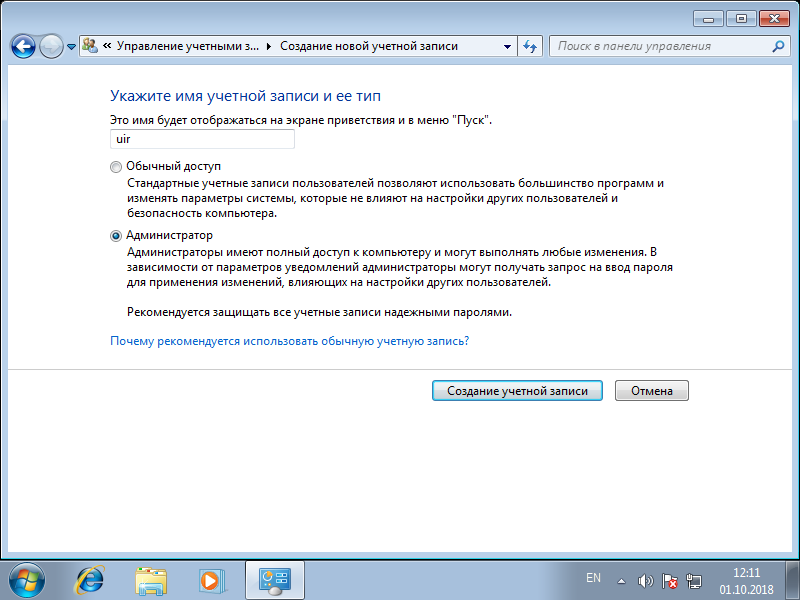 Управление учетными з... Создание новой учетной записи Поиск в панели управления
Укажите имя учетной записи и ее тип
Это имя будет отображаться на экране приветствия и в меню "Пуск".
uir
Обычный доступ
Стандартные учетные записи пользователей позволяют использовать большинство программ и
изменять параметры системы, которые не влияют на настройки других пользователей и
безопасность компьютера.
Администратор
Администраторы имеют полный доступ к компьютеру и могут выполнять любые изменения. В
зависимости от параметров уведомлений администраторы могут получать запрос на ввод пароля
для применения изменений, влияющих на настройки других пользователей.
Рекомендуется защищать все учетные записи надежными паролями.
Почему рекомендуется использовать обычную учетную запись?
Создание учетной записи Отмена
EN 12:11
01.10.2018